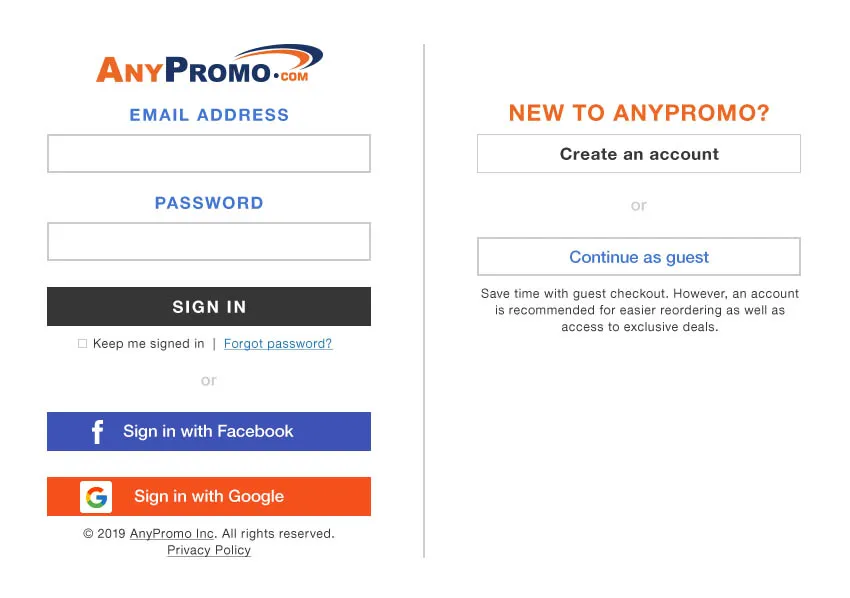 ANYPROMO.COM
EMAIL ADDRESS
PASSWORD
SIGN IN
Keep me signed in | Forgot password?
or
Sign in with Facebook
Sign in with Google
© 2019 AnyPromo Inc. All rights reserved.
Privacy Policy
NEW TO ANYPROMO?
Create an account
or
Continue as guest
Save time with guest checkout. However, an account
is recommended for easier reordering as well as
access to exclusive deals.